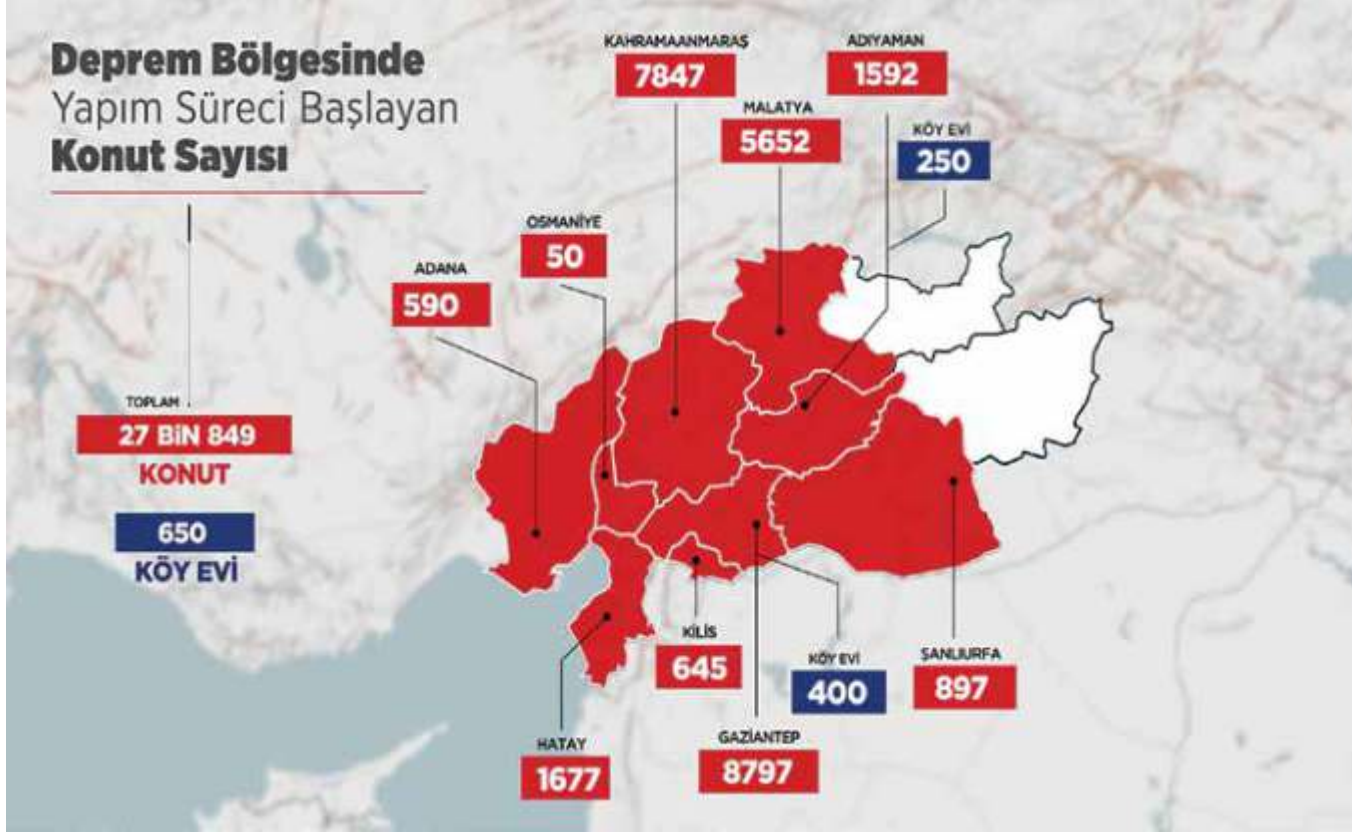 Deprem Bölgesinde
Yapım Süreci Başlayan
Konut Sayısı
TOPLAM
27 BiN 849
KONUT
650
KÖY EVİ
KAHRAMAANMARAŞ
7847
ADIYAMAN
1592
MALATYA
5652
KÖY EVİ
250
OSMANİYE
50
ADANA
590
KİLİS
645
KÖY EVİ
400
ŞANLIURFA
897
HATAY
1677
GAZİANTEP
8797